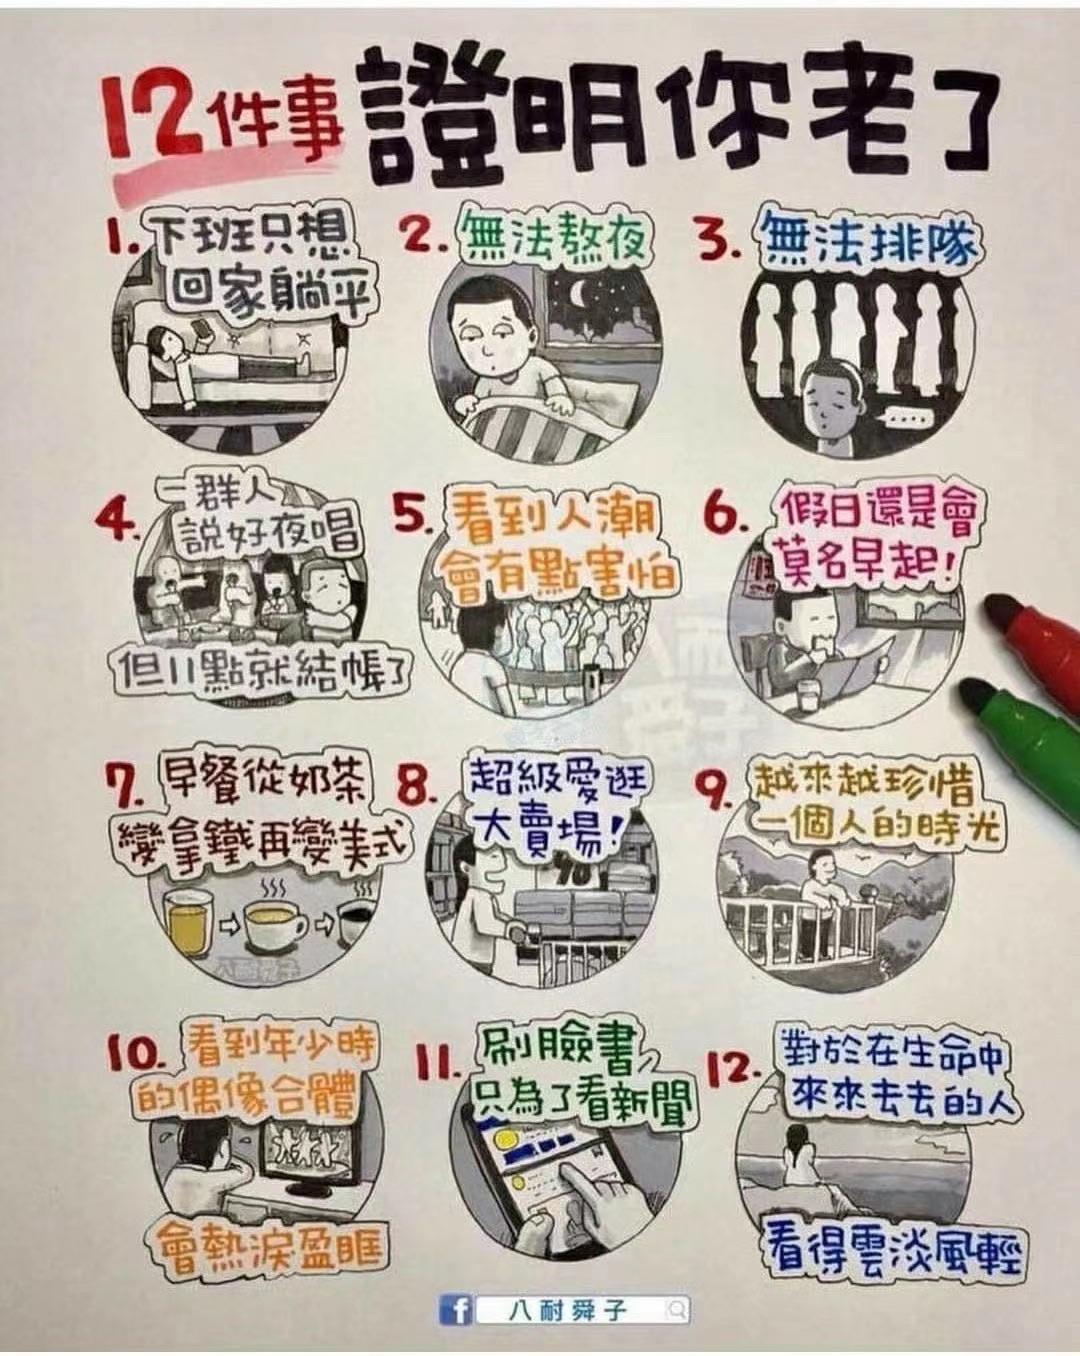 12件事 證明你老了
1. 下班只想
回家躺平
2. 無法熬夜
3. 無法排隊
4. 一群人
說好夜唱
但11點就結帳了
5. 看到人潮
會有點害怕
6. 假日還是會
莫名早起!
7. 早餐從奶茶
變拿鐵再變美式
8. 超級愛逛
大賣場!
9. 越來越珍惜
一個人的時光
10. 看到年少時
的偶像合體
會熱淚盈眶
11. 刷臉書,
只為了看新聞
12. 對於在生命中
來來去去的人
看得雲淡風輕
f 八耐舜子